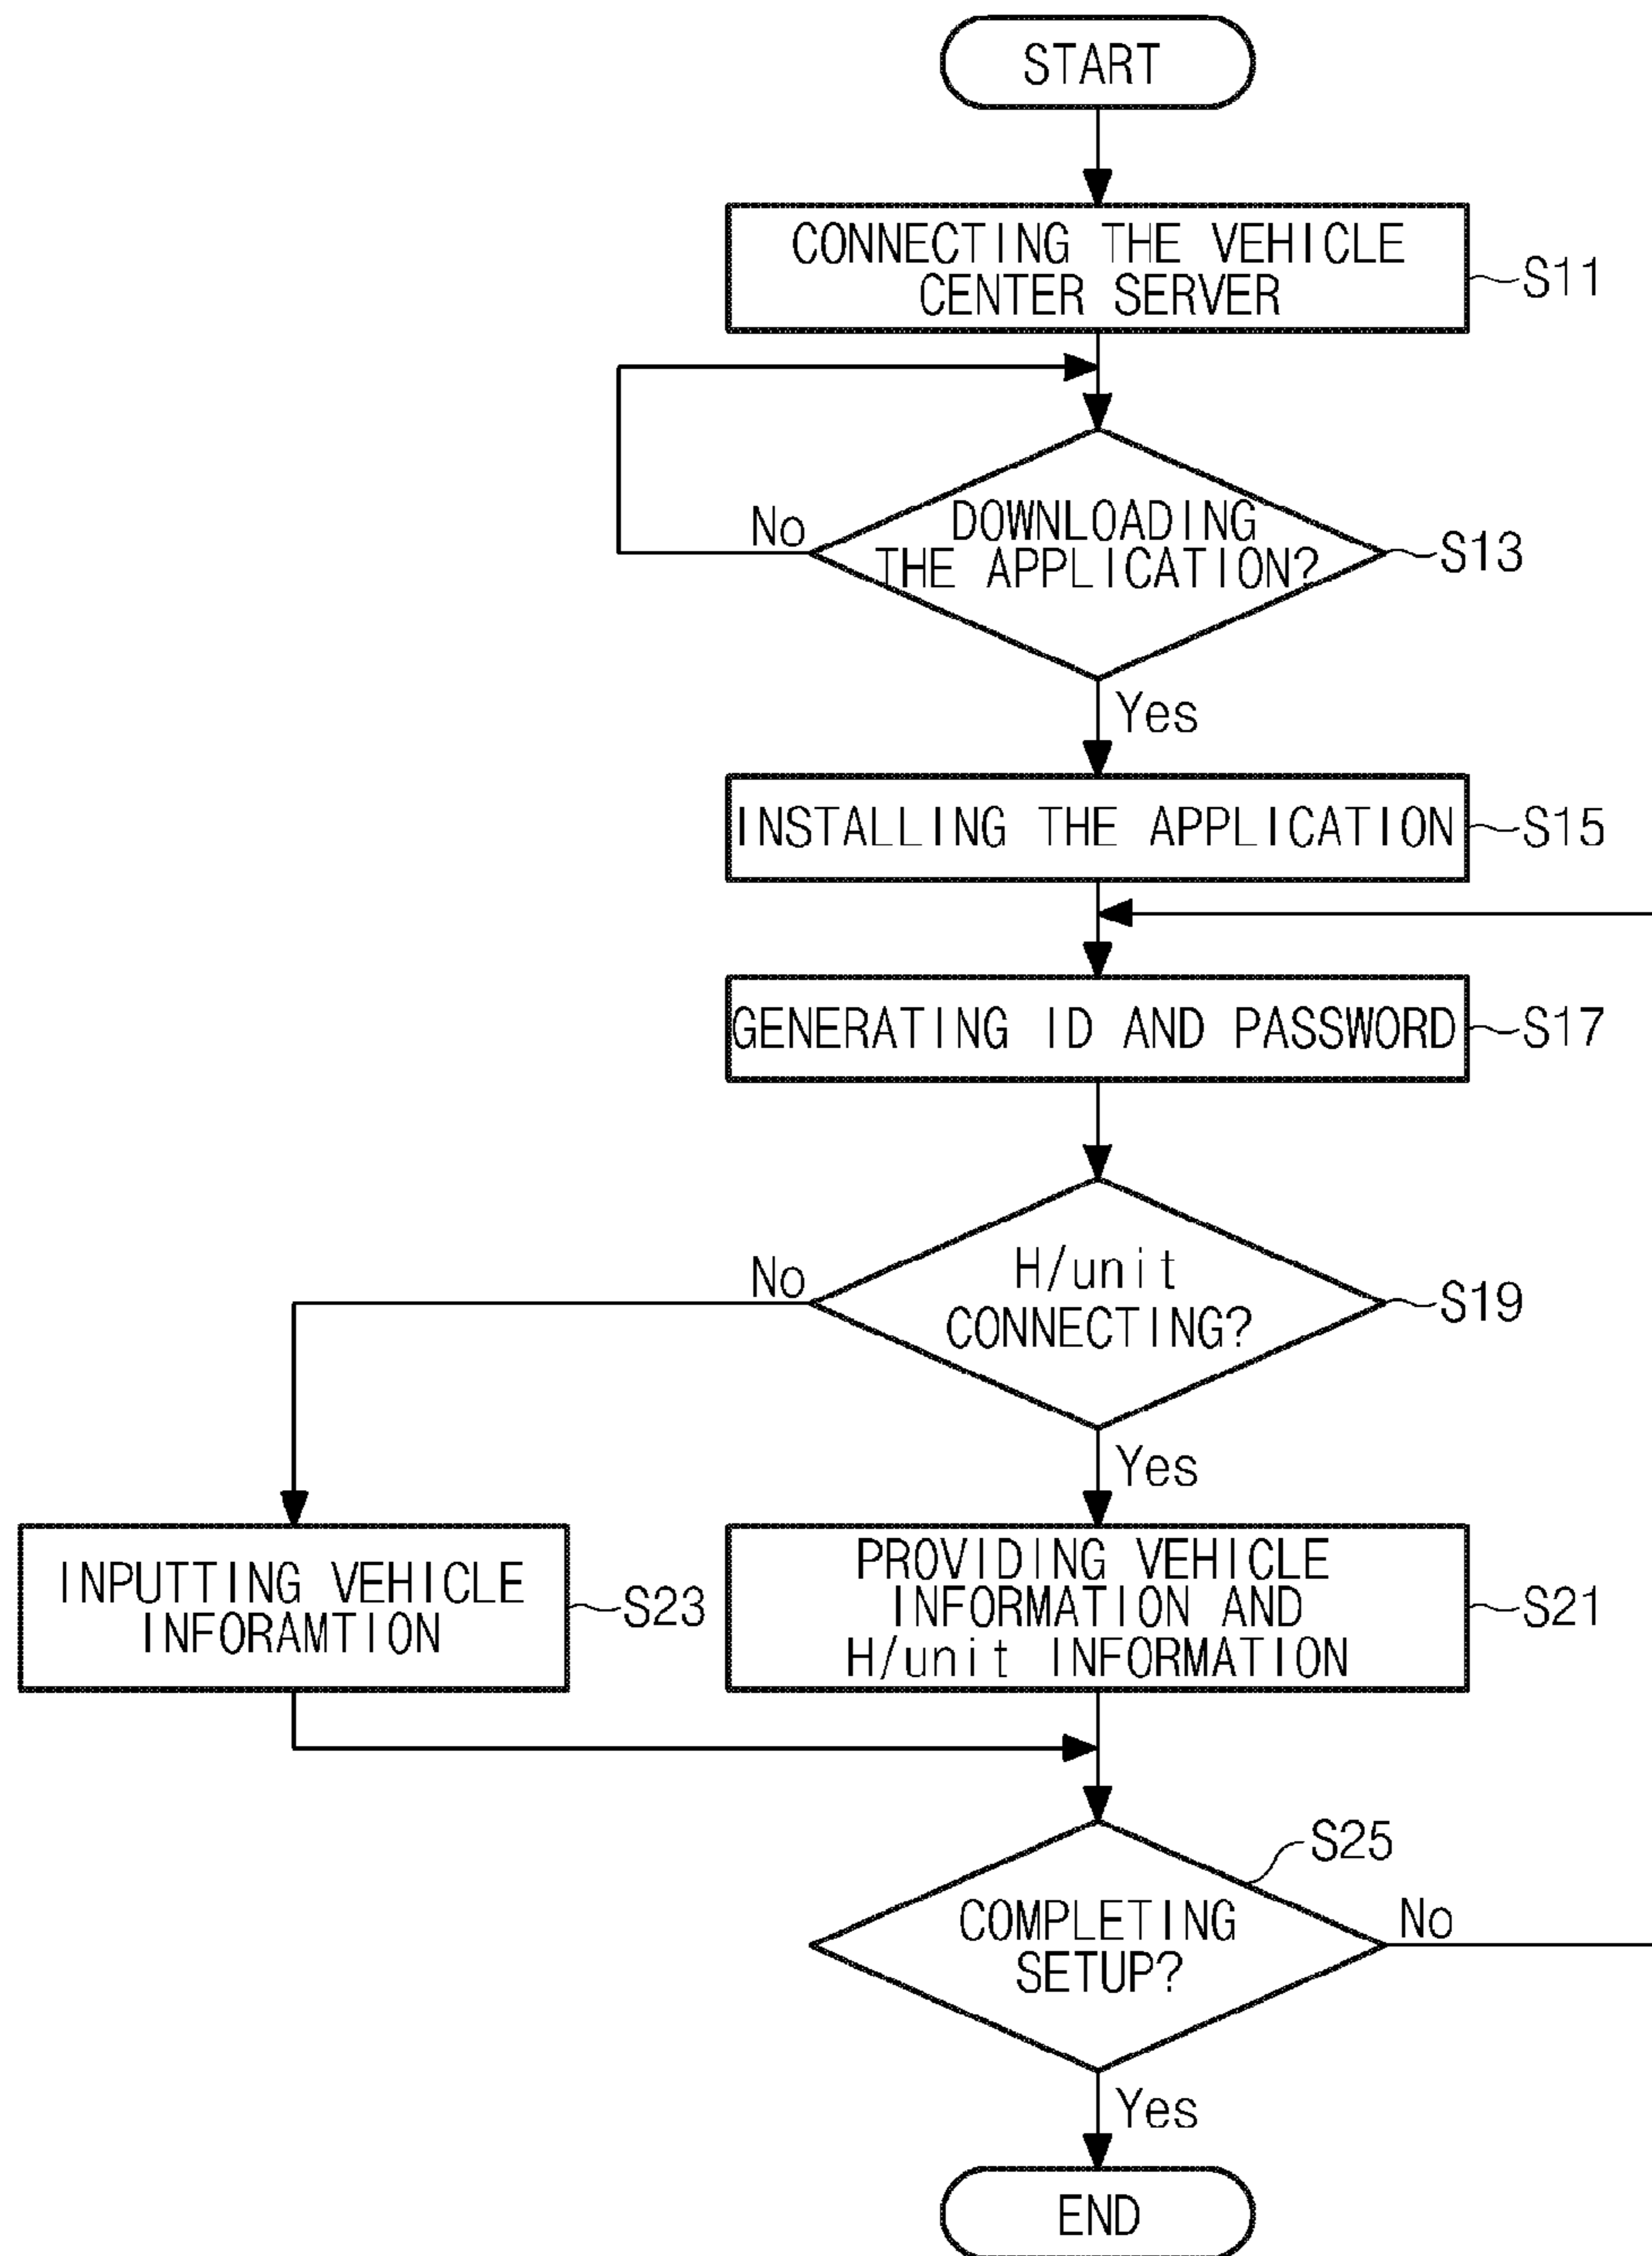 START
CONNECTING THE VEHICLE
CENTER SERVER
S11
No
DOWNLOADING
THE APPLICATION?
S13
Yes
INSTALLING THE APPLICATION
S15
GENERATING ID AND PASSWORD
S17
No
H/unit
CONNECTING?
S19
Yes
INPUTTING VEHICLE
INFORAMTION
S23
PROVIDING VEHICLE
INFORMATION AND
H/unit INFORMATION
S21
S25
COMPLETING
SETUP?
No
Yes
END